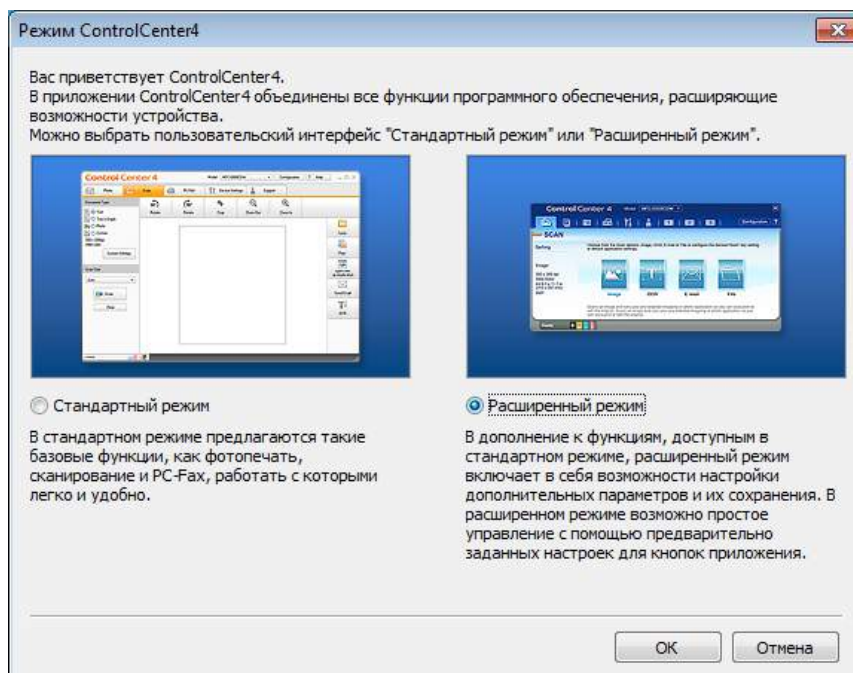 Режим ControlCenter4
Вас приветствует ControlCenter4.
В приложении ControlCenter4 объединены все функции программного обеспечения, расширяющие
возможности устройства.
Можно выбрать пользовательский интерфейс "Стандартный режим" или "Расширенный режим".
Control Center 4
Control Center 4
SCAN
Стандартный режим
В стандартном режиме предлагаются такие
базовые функции, как фотопечать,
сканирование и PC-Fax, работать с которыми
легко и удобно.
Расширенный режим
В дополнение к функциям, доступным в
стандартном режиме, расширенный режим
включает в себя возможности настройки
дополнительных параметров и их сохранения. В
расширенном режиме возможно простое
управление с помощью предварительно
заданных настроек для кнопок приложения.
ОК
Отмена